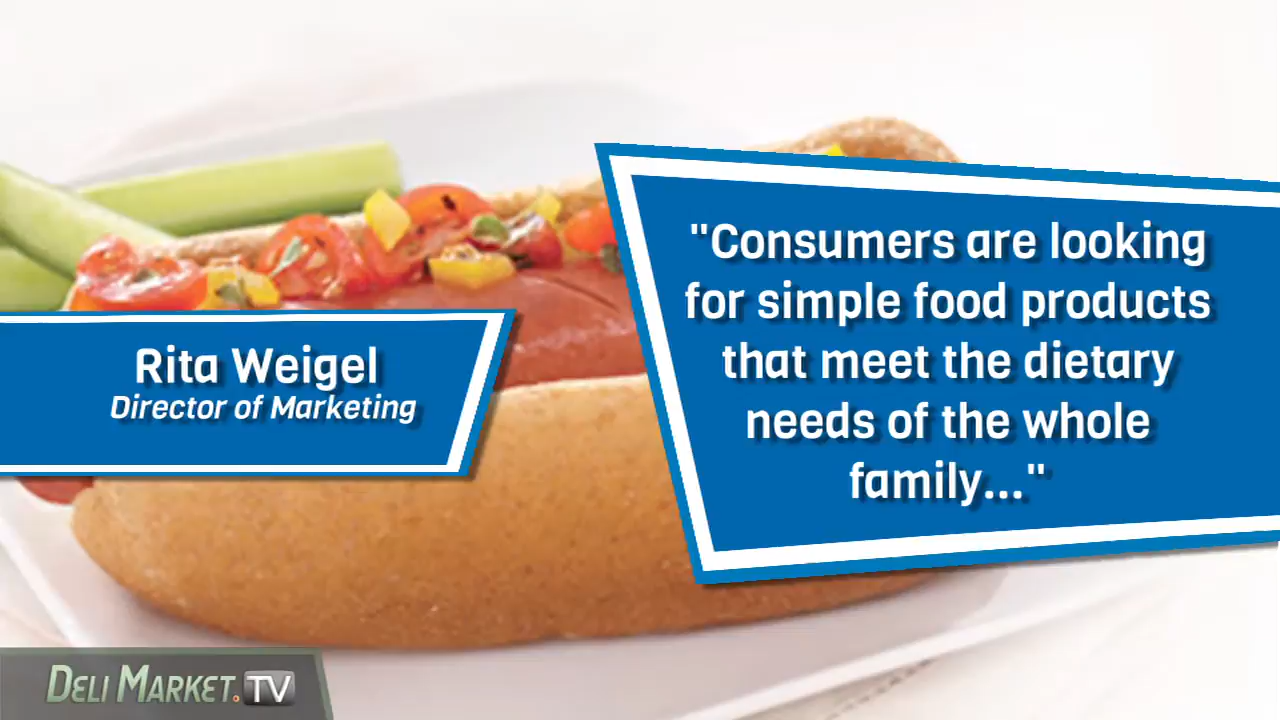 "Consumers are looking
for simple food products
that meet the dietary
needs of the whole
family..."
Rita Weigel
Director of Marketing
DELI MARKET.TV